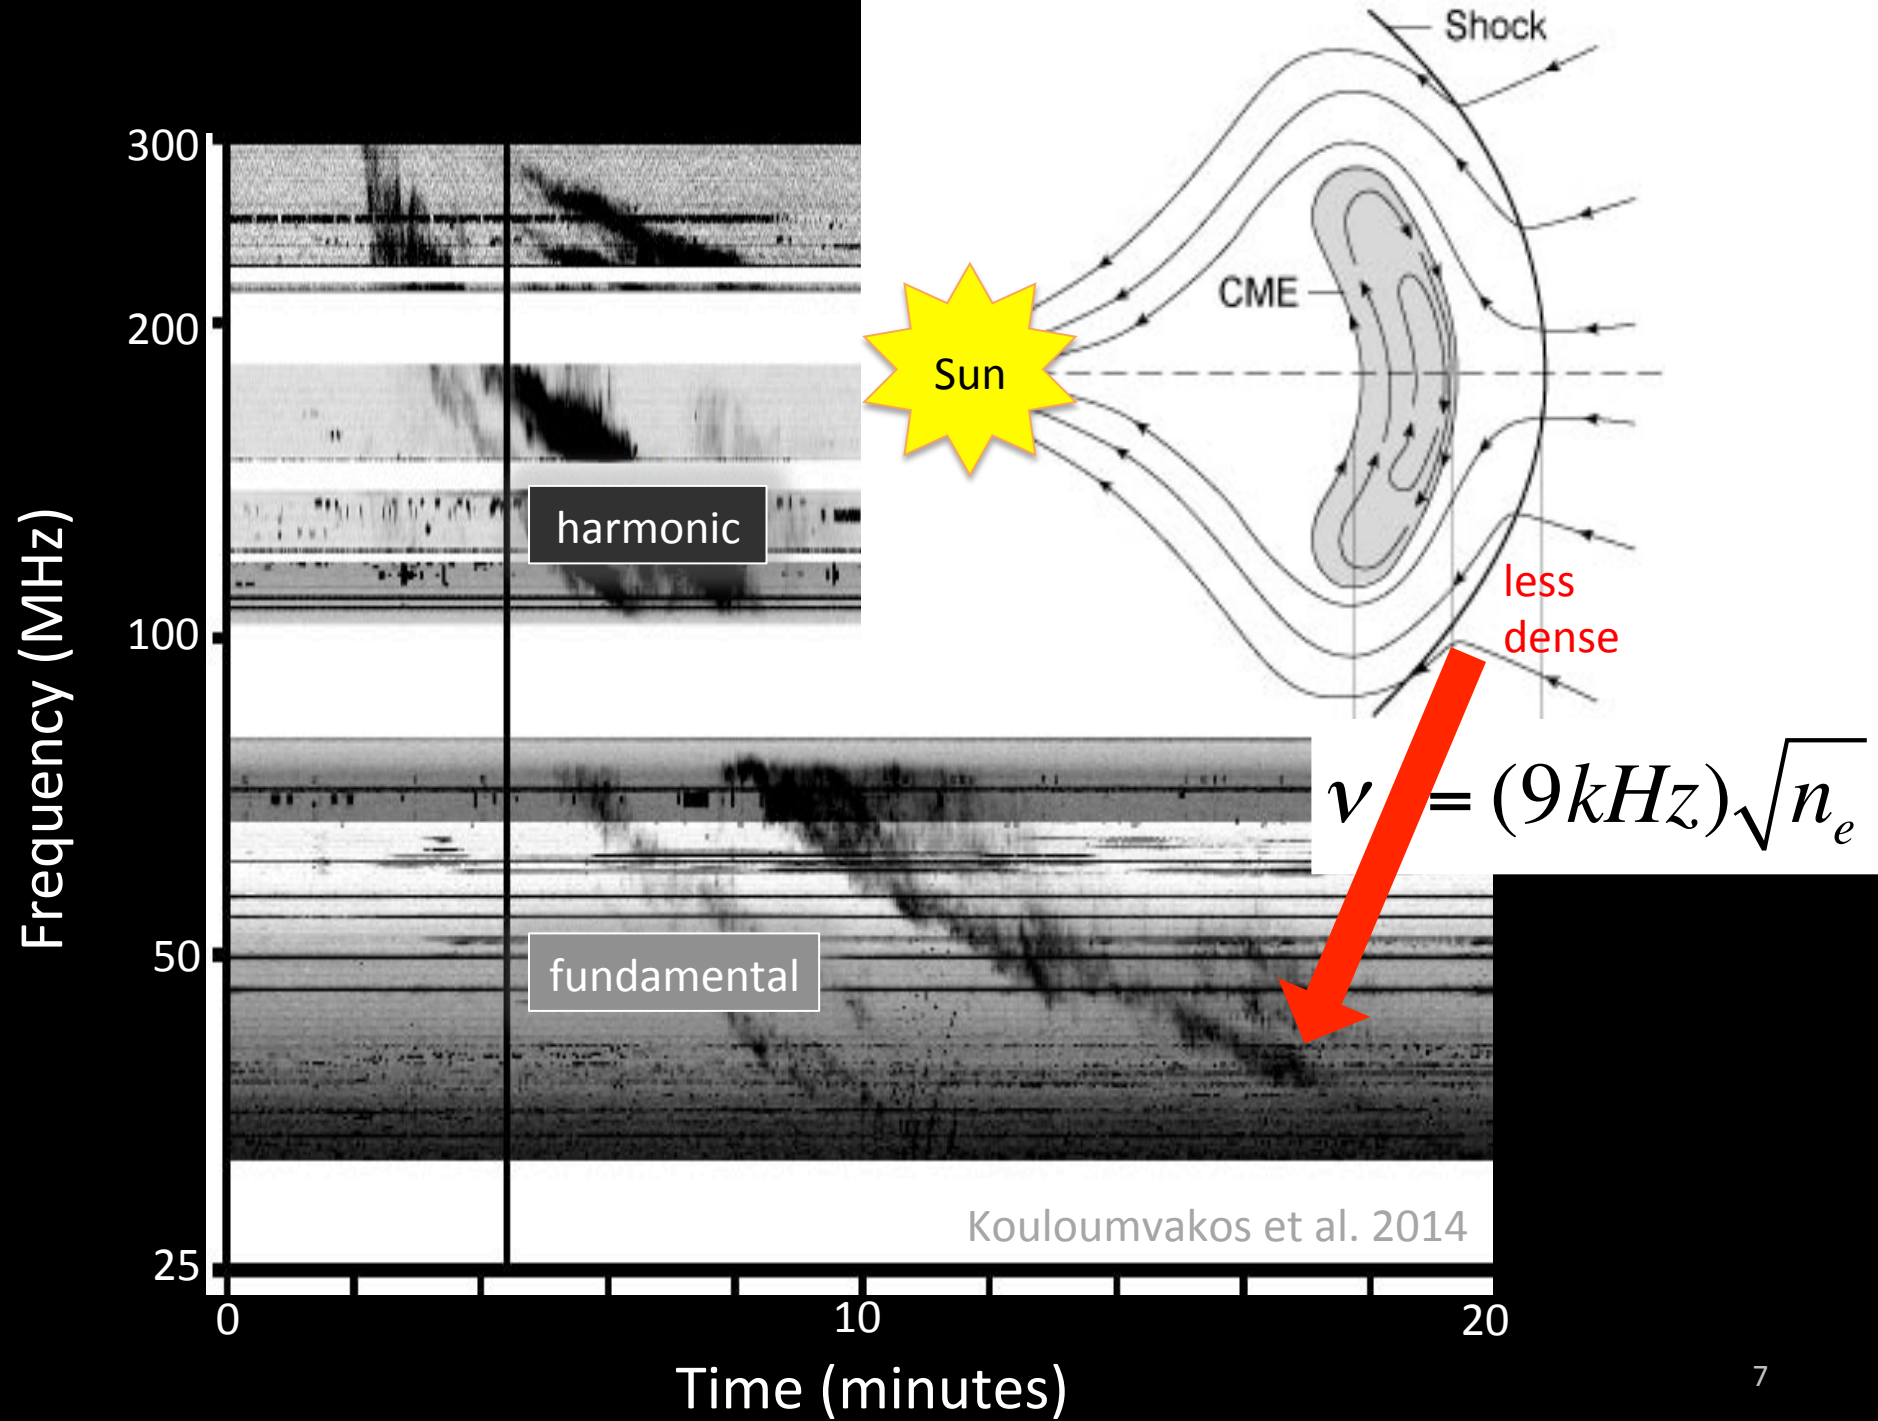 Shock
300
CME
200
Sun
harmonic
less
dense
100
Frequency (MHz)
ν = (9kHz)√nₑ
50
fundamental
Kouloumvakos et al. 2014
25
0
10
20
Time (minutes)
7